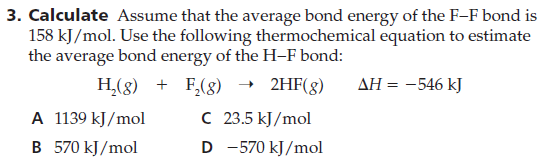 3. Calculate Assume that the average bond energy of the F–F bond is
158 kJ/mol. Use the following thermochemical equation to estimate
the average bond energy of the H–F bond:
H₂(g) + F₂(g) → 2HF(g) ΔH = −546 kJ
A 1139 kJ/mol C 23.5 kJ/mol
B 570 kJ/mol D −570 kJ/mol